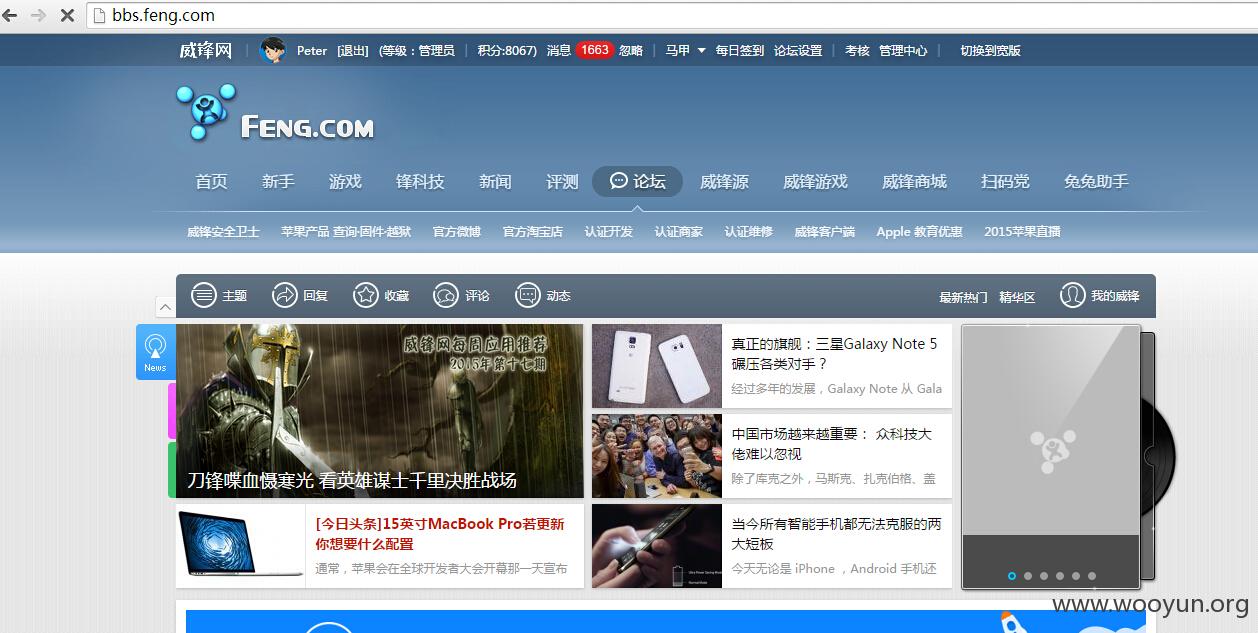 bbs.feng.com
威锋网 Peter [退出] (等级：管理员 积分:8067) 消息 1663 忽略 马甲 每日签到 论坛设置 考核 管理中心 切换到宽版
FENG.COM
首页 新手 游戏 锋科技 新闻 评测 论坛 威锋源 威锋游戏 威锋商城 扫码党 兔兔助手
威锋安全卫士 苹果产品 查询·固件·越狱 官方微博 官方淘宝店 认证开发 认证商家 认证维修 威锋客户端 Apple 教育优惠 2015苹果直播
主题 回复 收藏 评论 动态 最新热门 精华区 我的威锋
News
威锋网每周应用推荐
2015年第十七期
刀锋喋血慑寒光 看英雄谋士千里决胜战场
[今日头条]15英寸MacBook Pro若更新
你想要什么配置
通常，苹果会在全球开发者大会开幕那一天宣布
真正的旗舰：三星Galaxy Note 5
碾压各类对手？
经过多年的发展，Galaxy Note 从 Gala
中国市场越来越重要： 众科技大
佬难以忽视
除了库克之外，马斯克、扎克伯格、盖
当今所有智能手机都无法克服的两
大短板
今天无论是 iPhone ，Android 手机还
www.wooyun.org